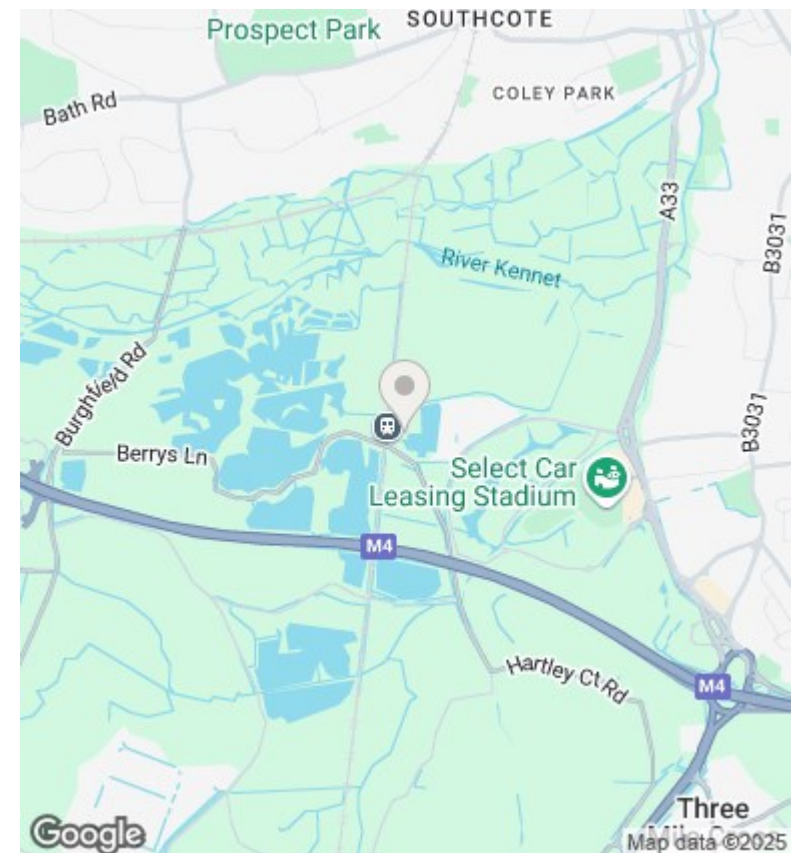 SOUTHCOTE
Prospect Park
COLEY PARK
Bath Rd
A33
B3031
River Kennet
Burghfield Rd
Berrys Ln
B3031
Select Car
Leasing Stadium
M4
Hartley Ct Rd
M4
Three
Google
Map data ©2025